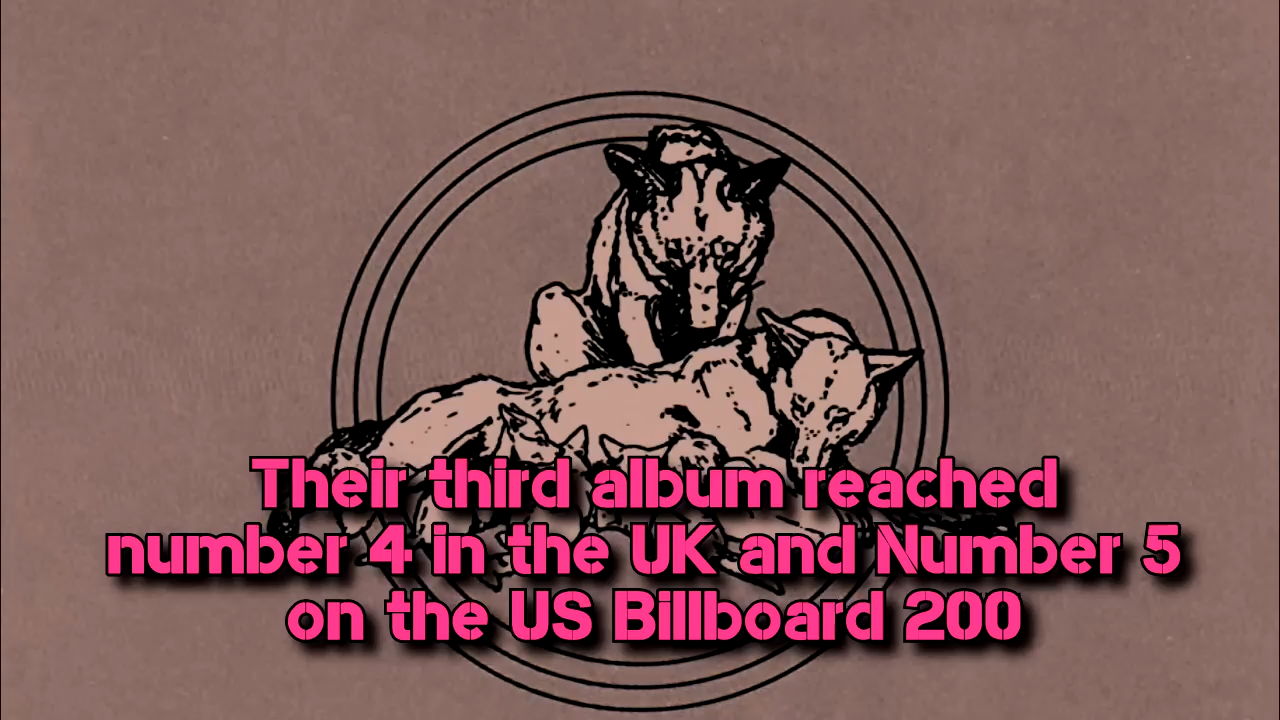 Their third album reached
number 4 in the UK and Number 5
on the US Billboard 200